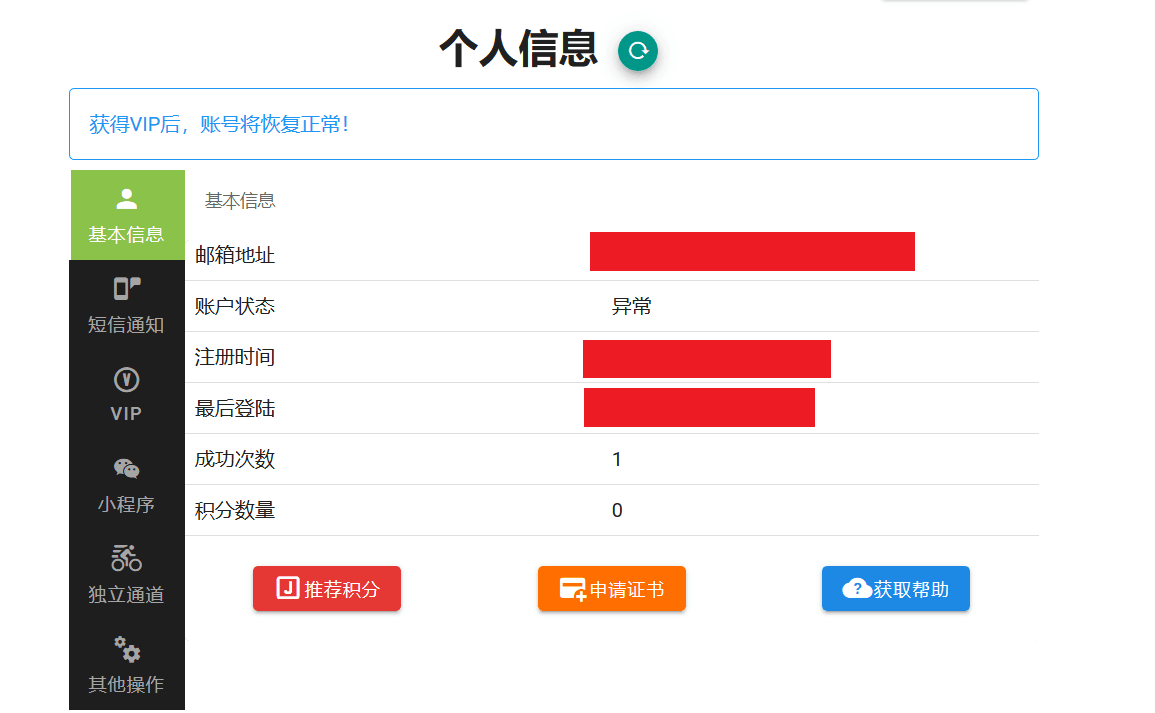 个人信息
获得VIP后，账号将恢复正常！
基本信息
短信通知
VIP
小程序
独立通道
其他操作
基本信息
邮箱地址
账户状态 异常
注册时间
最后登陆
成功次数 1
积分数量 0
推荐积分 申请证书 获取帮助